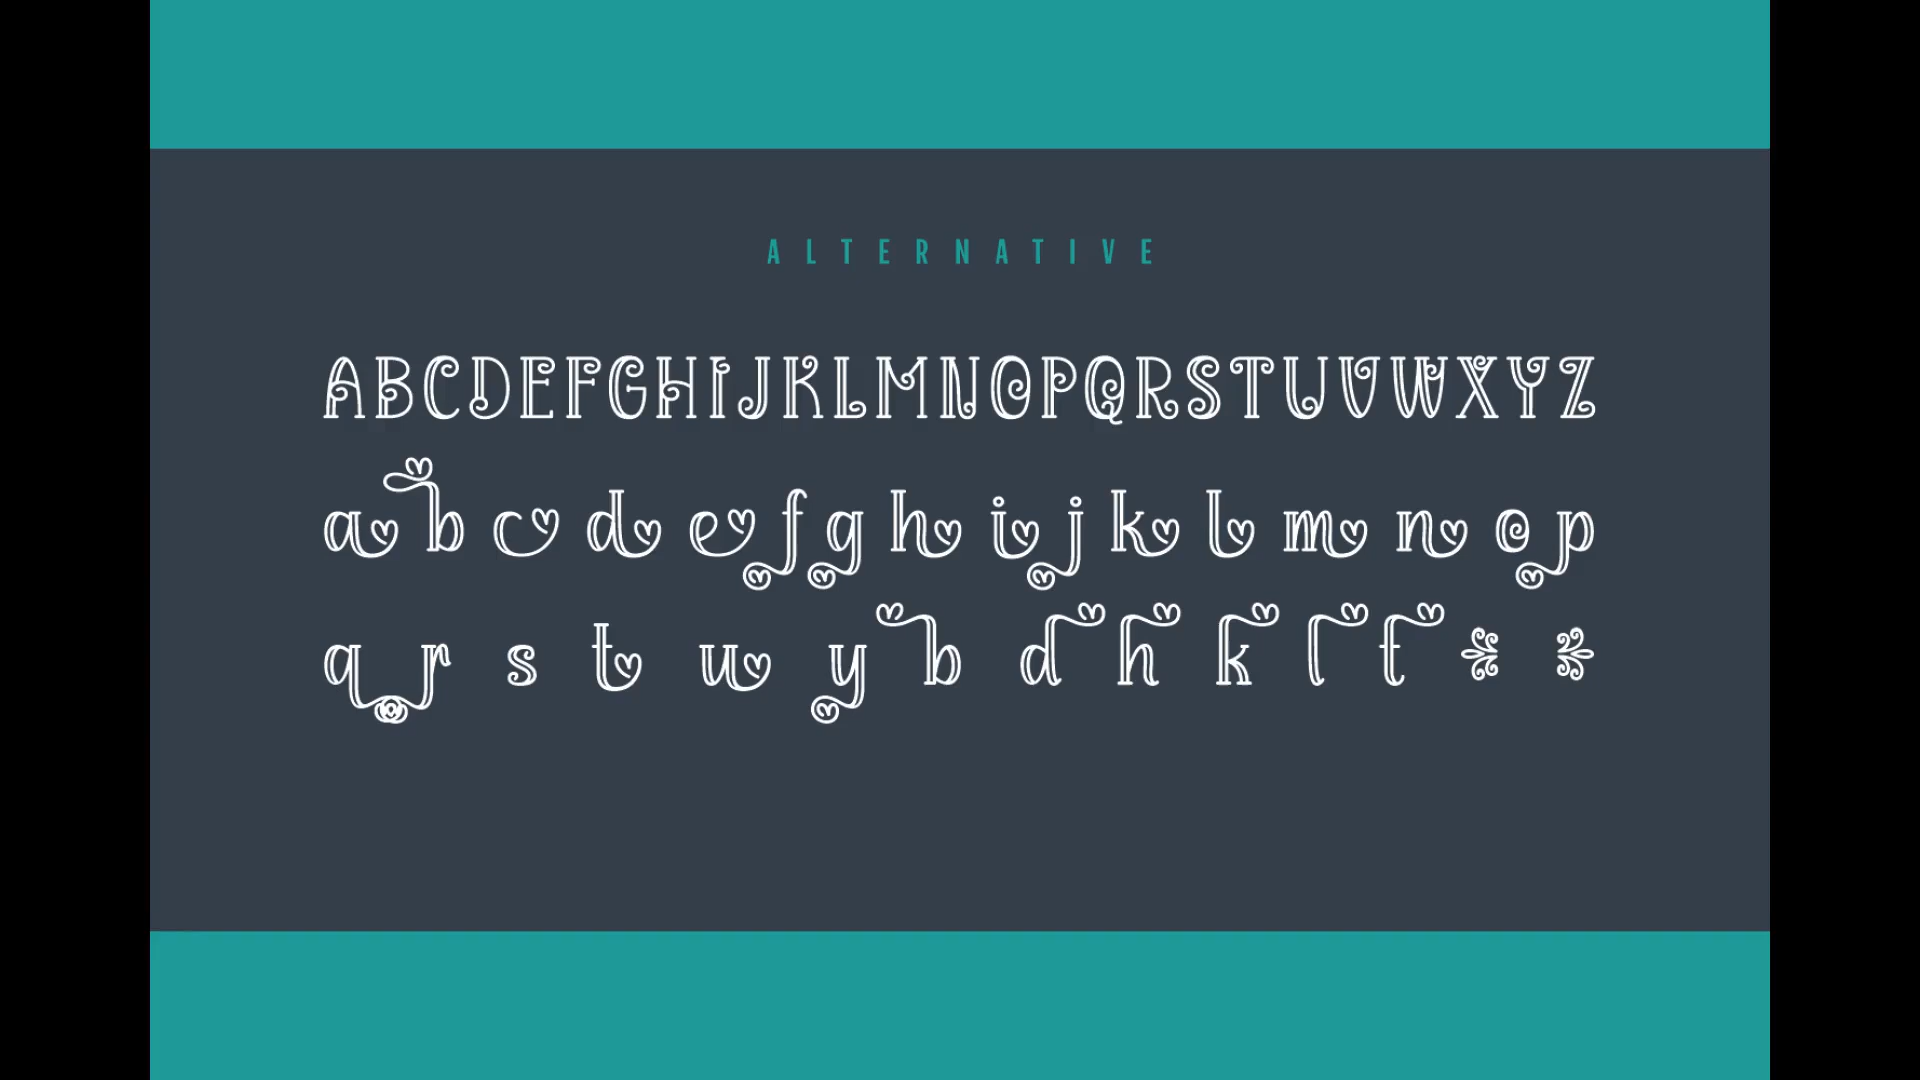 ALTERNATIVE
ABCDEFGHIJKLMNOPQRSTUVWXYZ
a b c d e f g h i j k l m n o p
q r s t u y b d h k l t